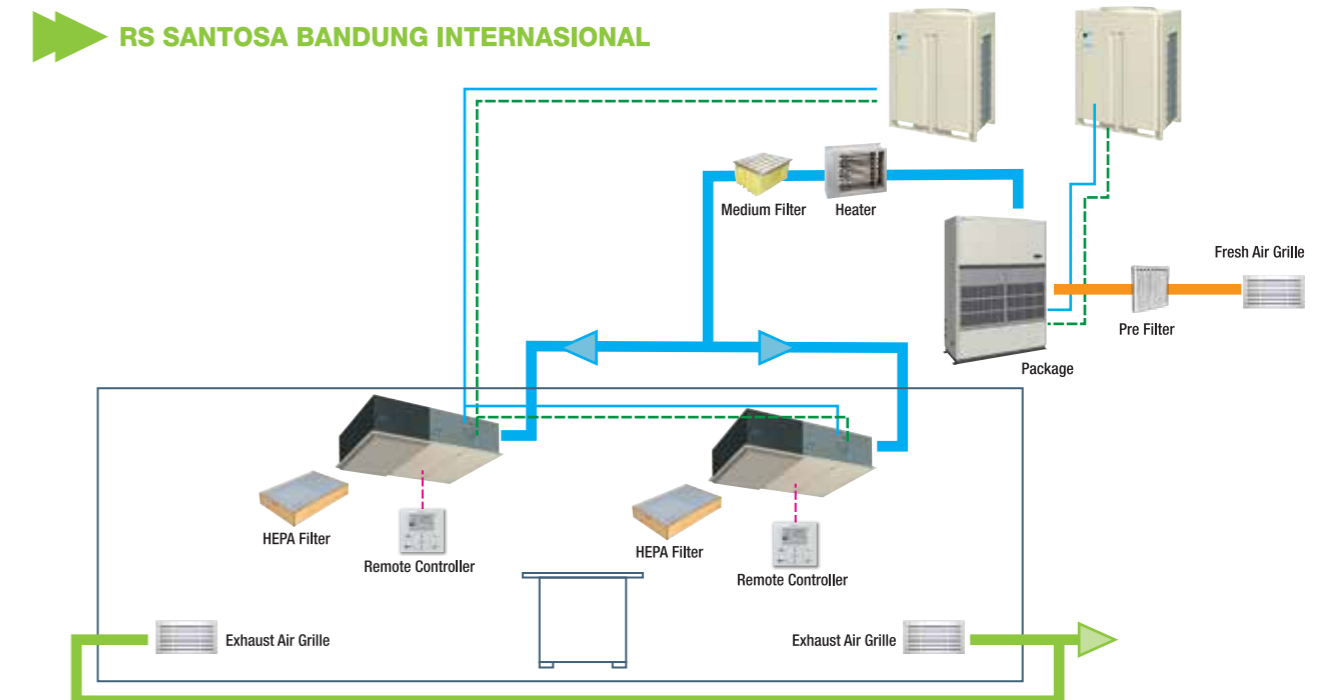 RS SANTOSA BANDUNG INTERNASIONAL
Medium Filter
Heater
Fresh Air Grille
Pre Filter
Package
HEPA Filter
Remote Controller
HEPA Filter
Remote Controller
Exhaust Air Grille
Exhaust Air Grille